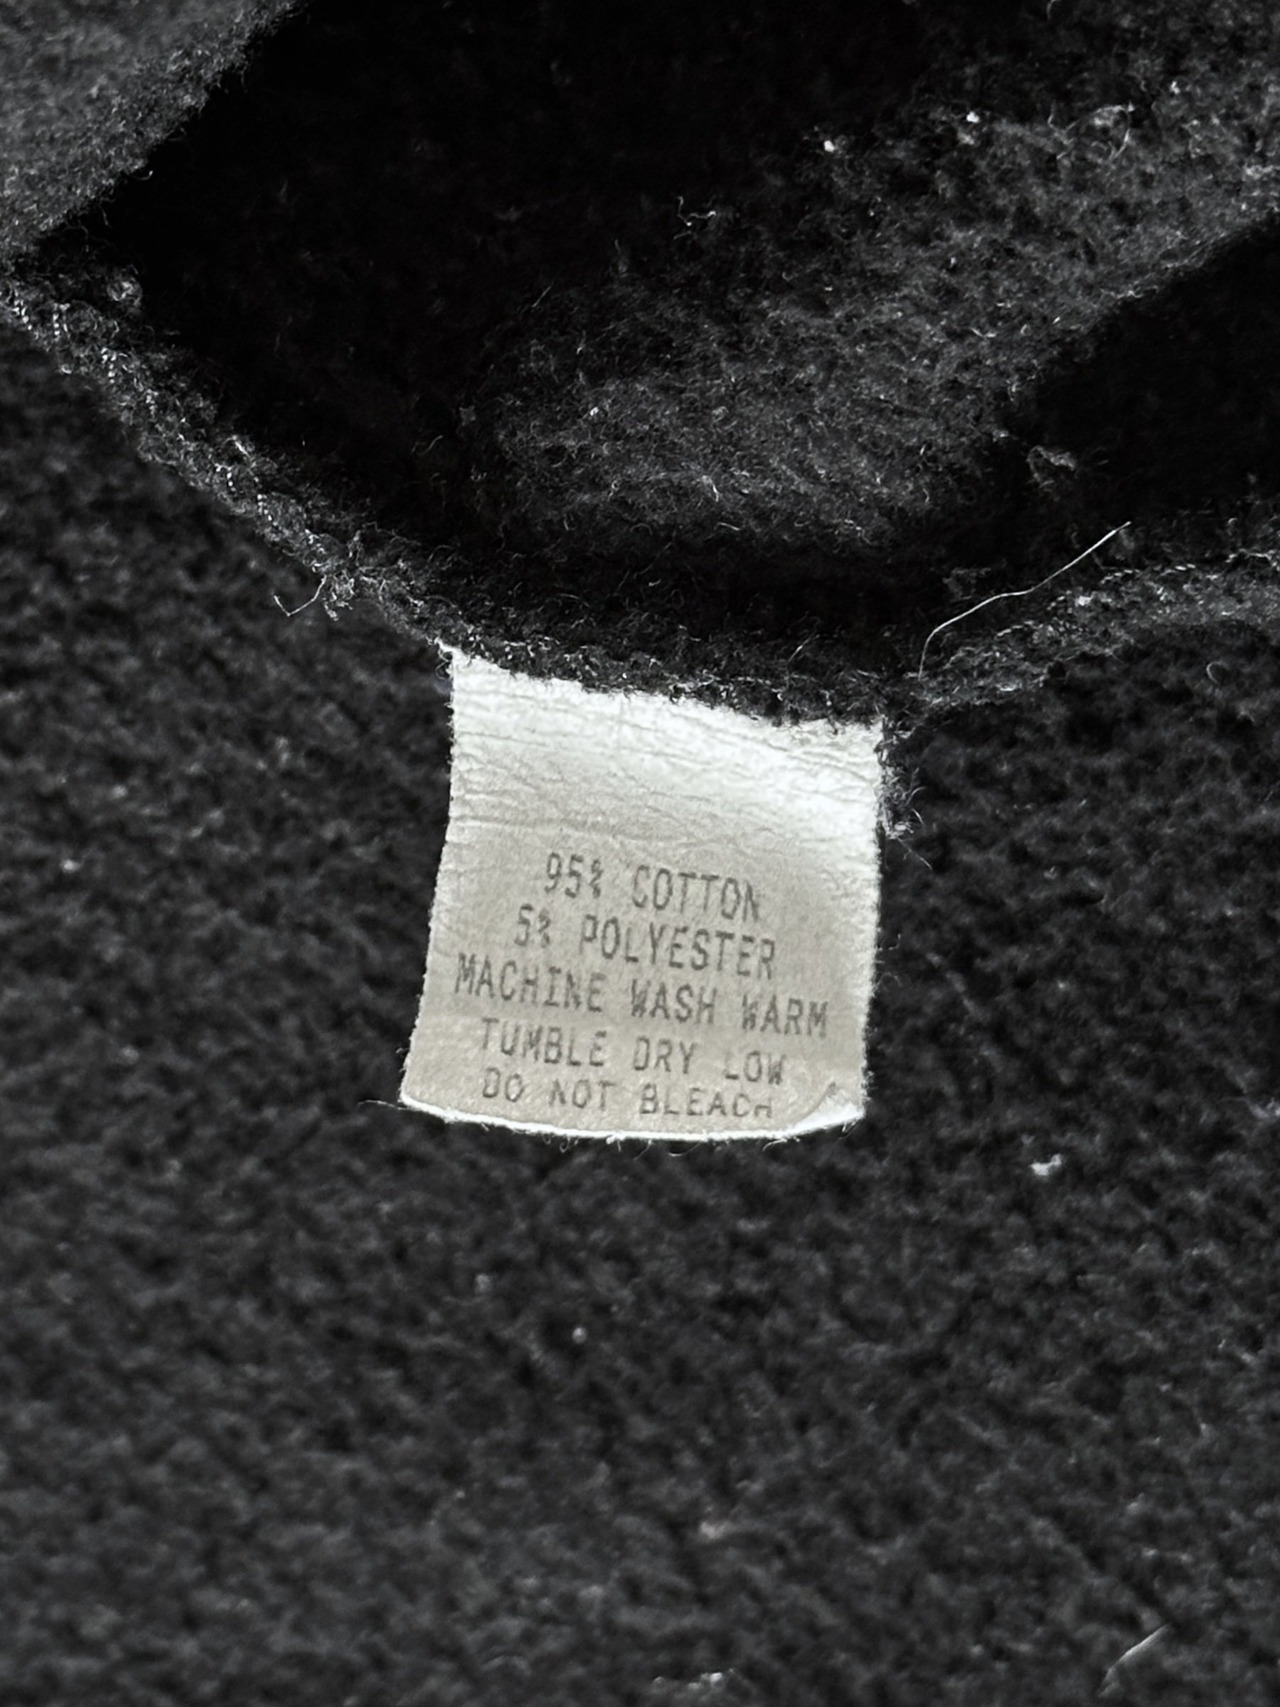 95% COTTON
5% POLYESTER
MACHINE WASH WARM
TUMBLE DRY LOW
DO NOT BLEACH